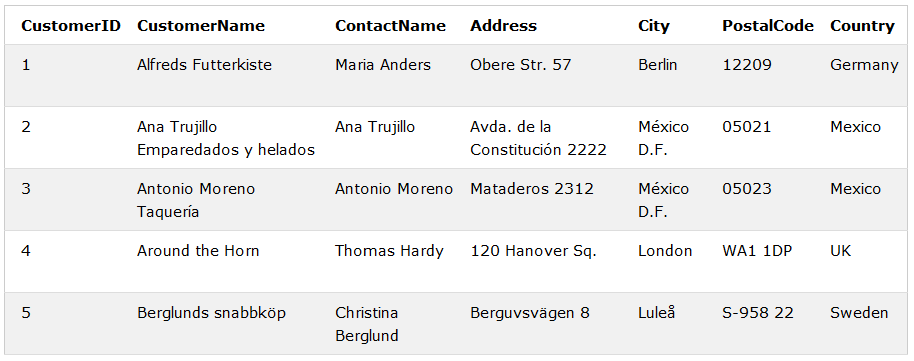 CustomerID CustomerName ContactName Address City PostalCode Country
1 Alfreds Futterkiste Maria Anders Obere Str. 57 Berlin 12209 Germany
2 Ana Trujillo Ana Trujillo Avda. de la México 05021 Mexico
Emparedados y helados Constitución 2222 D.F.
3 Antonio Moreno Antonio Moreno Mataderos 2312 México 05023 Mexico
Taquería D.F.
4 Around the Horn Thomas Hardy 120 Hanover Sq. London WA1 1DP UK
5 Berglunds snabbköp Christina Berguvsvägen 8 Luleå S-958 22 Sweden
Berglund